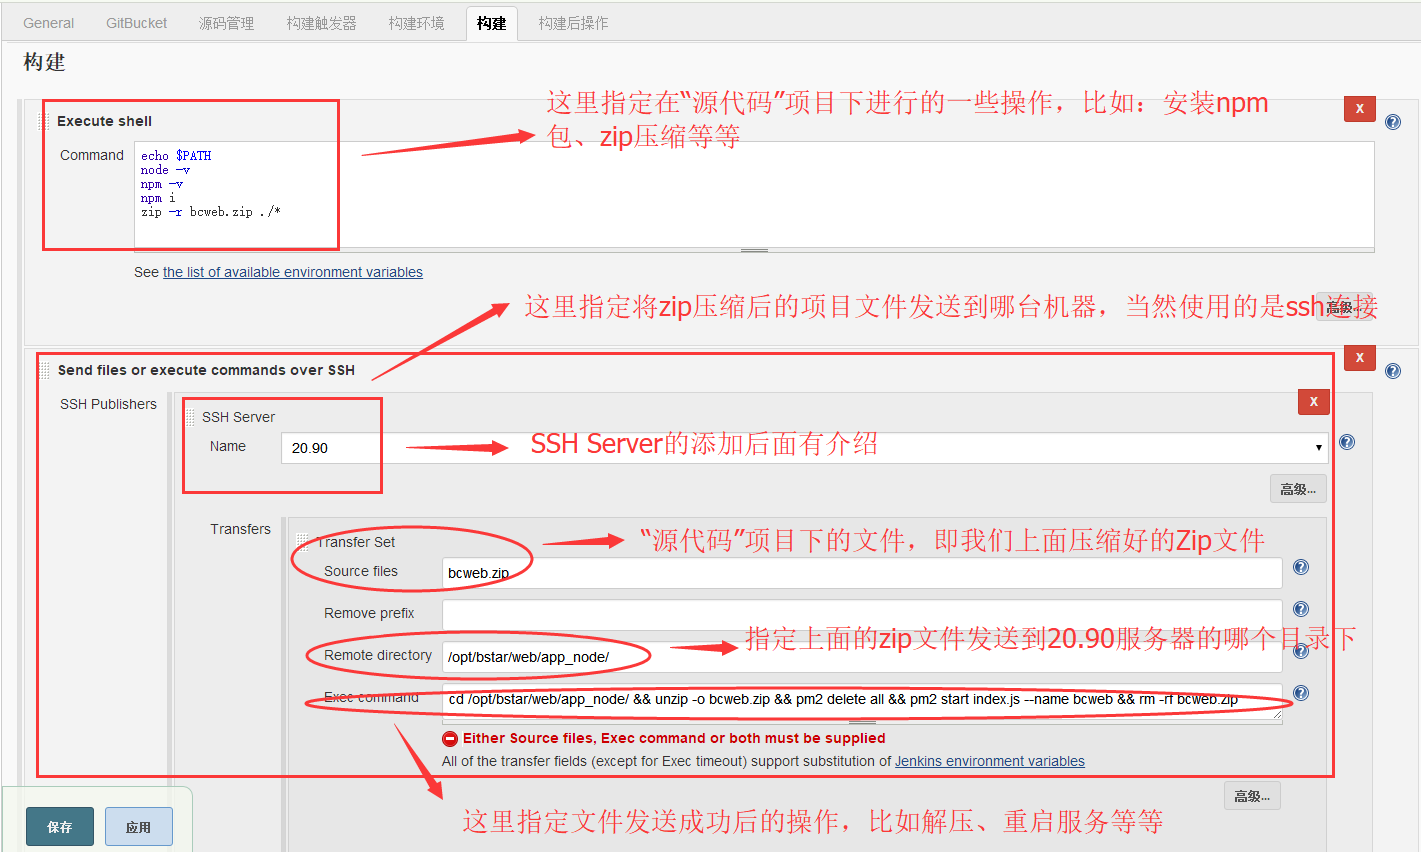 General GitBucket 源码管理 构建触发器 构建环境 构建 构建后操作
构建
这里指定在“源代码”项目下进行的一些操作，比如：安装npm
包、zip压缩等等
X
Execute shell
Command
echo $PATH
node -v
npm -v
npm i
zip -r bcweb.zip ./*
See the list of available environment variables
这里指定将zip压缩后的项目文件发送到哪台机器，当然使用的是ssh连接
高级...
X
Send files or execute commands over SSH
SSH Publishers
X
SSH Server
Name 20.90
SSH Server的添加后面有介绍
高级...
Transfers
Transfer Set
“源代码”项目下的文件，即我们上面压缩好的Zip文件
Source files bcweb.zip
Remove prefix
指定上面的zip文件发送到20.90服务器的哪个目录下
Remote directory /opt/bstar/web/app_node/
Exec command cd /opt/bstar/web/app_node/ && unzip -o bcweb.zip && pm2 delete all && pm2 start index.js --name bcweb && rm -rf bcweb.zip
Either Source files, Exec command or both must be supplied
All of the transfer fields (except for Exec timeout) support substitution of Jenkins environment variables
高级...
这里指定文件发送成功后的操作，比如解压、重启服务等等
保存 应用